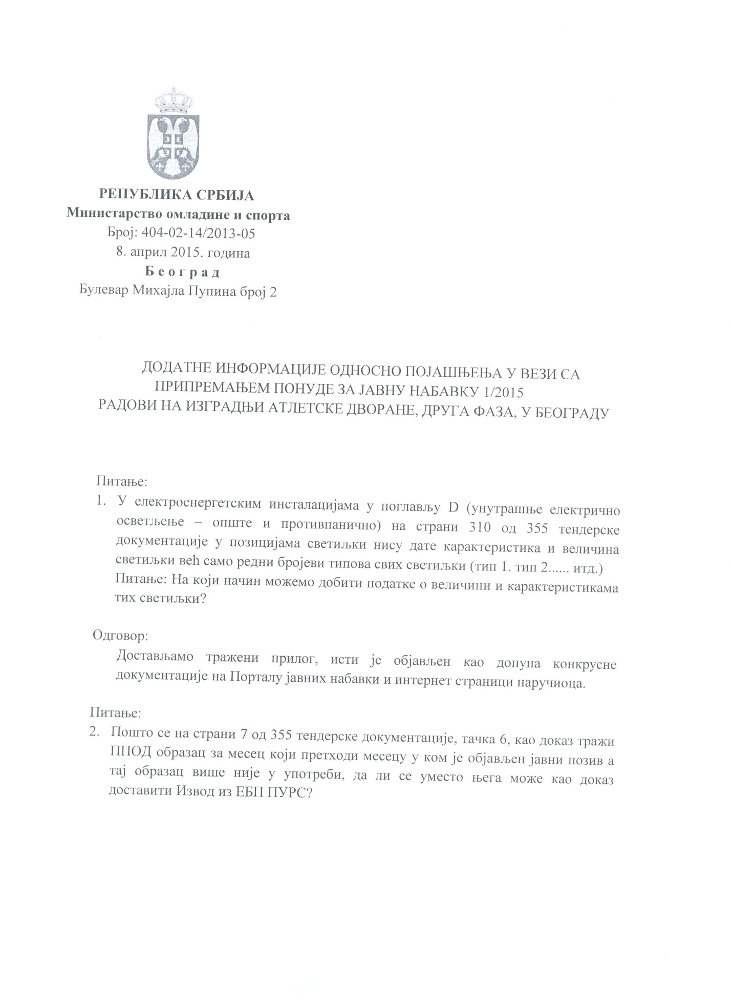 РЕПУБЛИКА СРБИЈА
Министарство омладине и спорта
Број: 404-02-14/2013-05
8. април 2015. година
Б е о г р а д
Булевар Михајла Пупина број 2
ДОДАТНЕ ИНФОРМАЦИЈЕ ОДНОСНО ПОЈАШЊЕЊА У ВЕЗИ СА
ПРИПРЕМАЊЕМ ПОНУДЕ ЗА ЈАВНУ НАБАВКУ 1/2015
РАДОВИ НА ИЗГРАДЊИ АТЛЕТСКЕ ДВОРАНЕ, ДРУГА ФАЗА, У БЕОГРАДУ
Питање:
1. У електроенергетским инсталацијама у поглављу D (унутрашње електрично
осветљење – опште и противпанично) на страни 310 од 355 тендерске
документације у позицијама светиљки нису дате карактеристика и величина
светиљки већ само редни бројеви типова свих светиљки (тип 1. тип 2...... итд.)
Питање: На који начин можемо добити податке о величини и карактеристикама
тих светиљки?
Одговор:
Достављамо тражени прилог, исти је објављен као допуна конкрусне
документације на Порталу јавних набавки и интернет страници наручиоца.
Питање:
2. Пошто се на страни 7 од 355 тендерске документације, тачка 6, као доказ тражи
ППОД образац за месец који претходи месецу у ком је објављен јавни позив а
тај образац више није у употреби, да ли се уместо њега може као доказ
доставити Извод из ЕБП ПУРС?